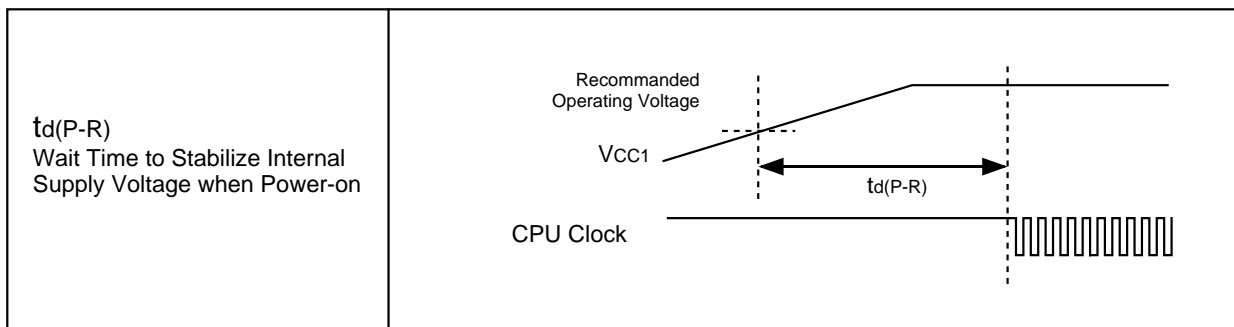 td(P-R)
Wait Time to Stabilize Internal
Supply Voltage when Power-on
Recommanded
Operating Voltage
VCC1
td(P-R)
CPU Clock